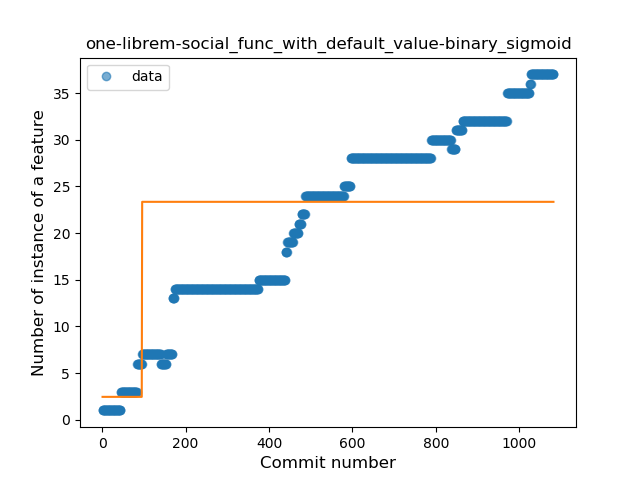 one-librem-social_func_with_default_value-binary_sigmoid
data
Number of instance of a feature
35
30
25
20
15
10
5
0
0 200 400 600 800 1000
Commit number